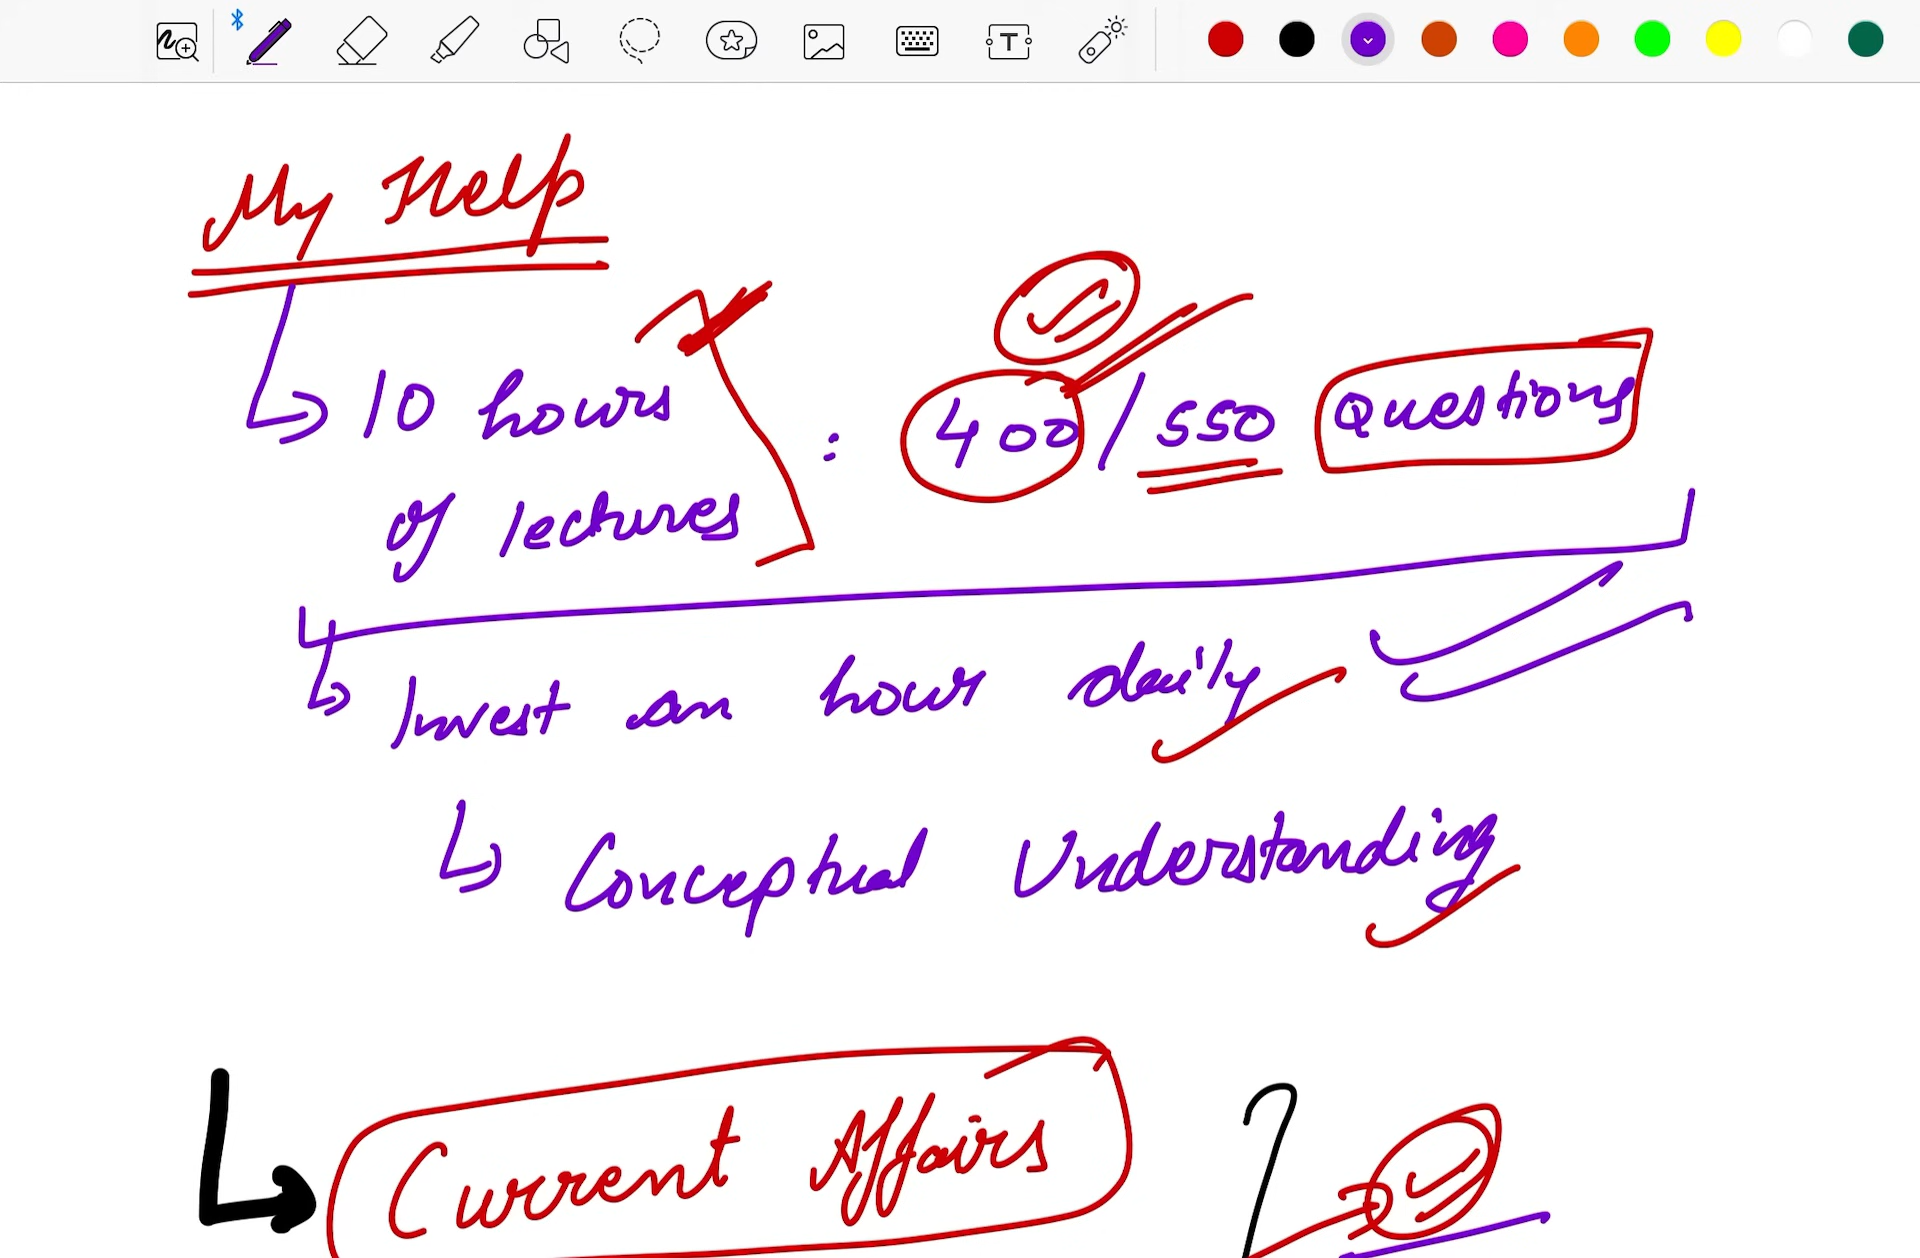 My Help
10 hours : 400/550 Questions
of lectures
Invest an hour daily
Conceptual Understanding
Current Affairs